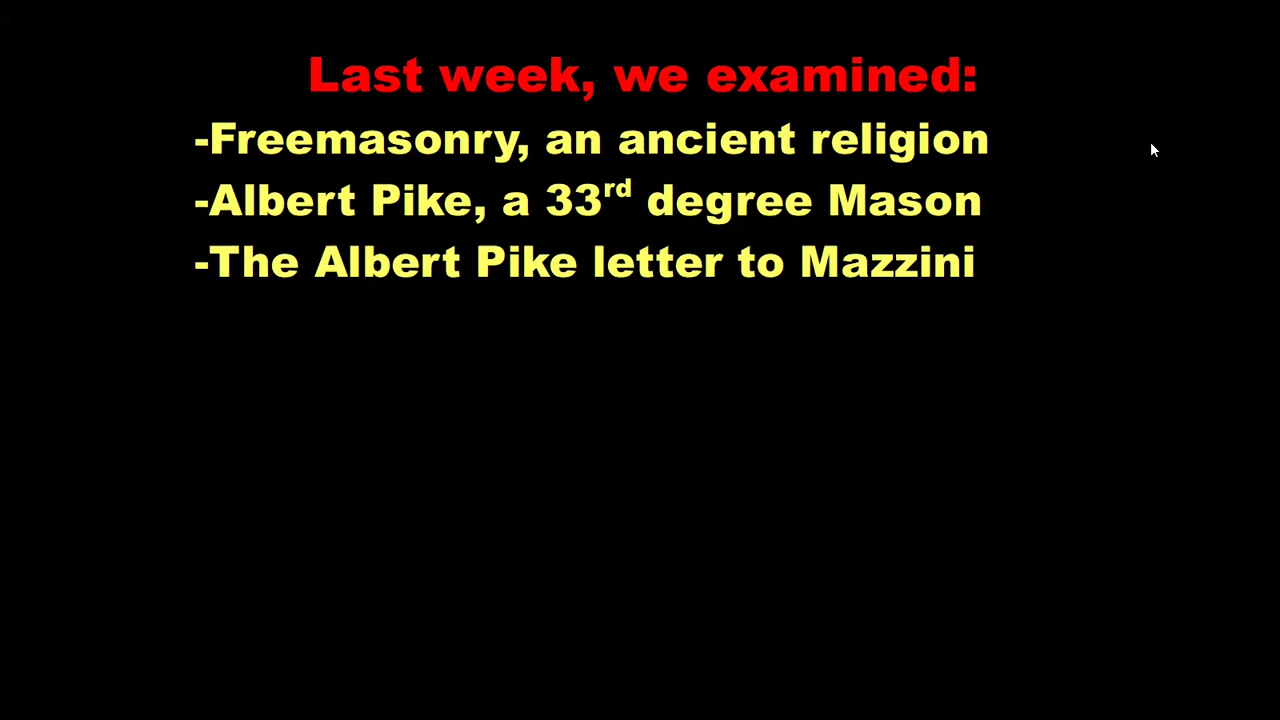 Last week, we examined:
-Freemasonry, an ancient religion
-Albert Pike, a 33rd degree Mason
-The Albert Pike letter to Mazzini